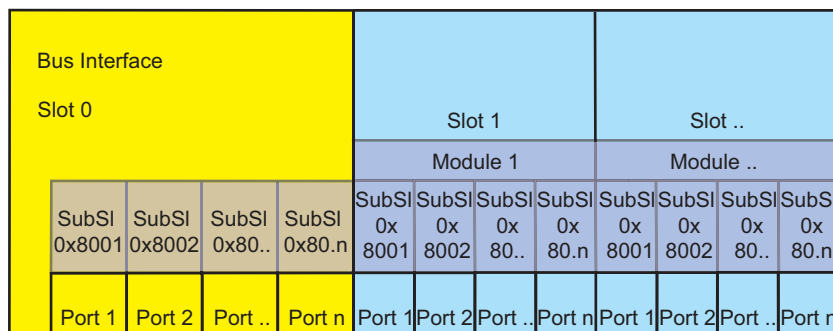 Bus Interface
Slot 0
Slot 1 Slot ..
Module 1 Module ..
SubSl 0x8001 SubSl 0x8002 SubSl 0x80.. SubSl 0x80.n SubSl 0x 8001 SubSl 0x 8002 SubSl 0x 80.. SubSl 0x 80.n SubSl 0x 8001 SubSl 0x 8002 SubSl 0x 80.. SubSl 0x 80.n
Port 1 Port 2 Port .. Port n Port 1 Port 2 Port .. Port n Port 1 Port 2 Port .. Port n